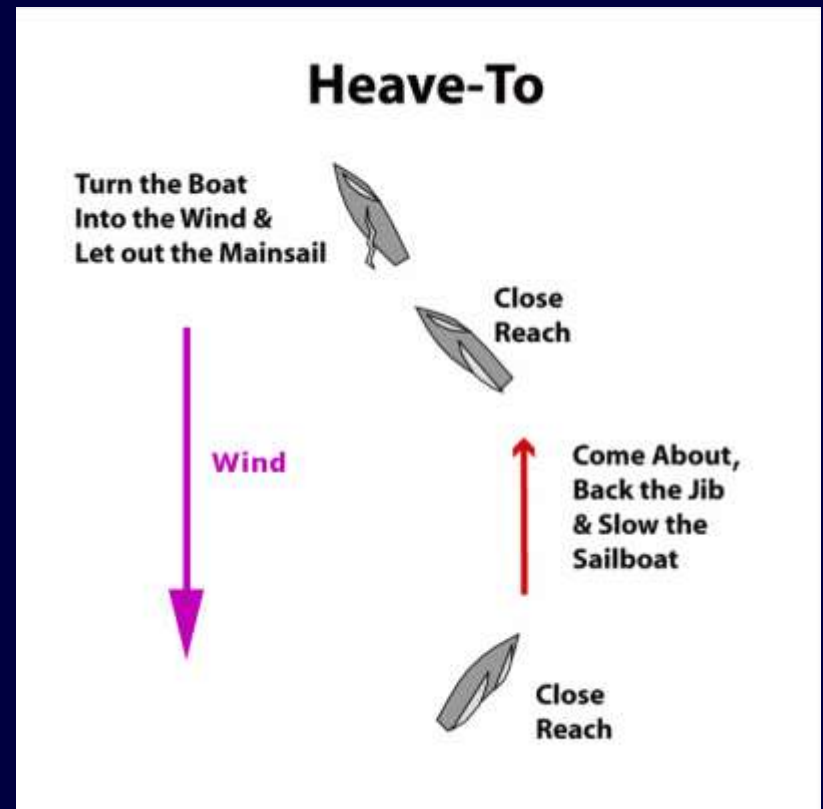 Heave-To
Turn the Boat
Into the Wind &
Let out the Mainsail
Close
Reach
Wind
Come About,
Back the Jib
& Slow the
Sailboat
Close
Reach